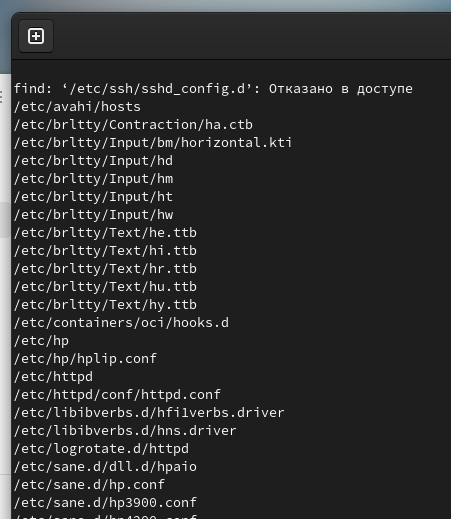 find: ‘/etc/ssh/sshd_config.d’: Отказано в доступе
/etc/avahi/hosts
/etc/brltty/Contraction/ha.ctb
/etc/brltty/Input/bm/horizontal.kti
/etc/brltty/Input/hd
/etc/brltty/Input/hm
/etc/brltty/Input/ht
/etc/brltty/Input/hw
/etc/brltty/Text/he.ttb
/etc/brltty/Text/hi.ttb
/etc/brltty/Text/hr.ttb
/etc/brltty/Text/hu.ttb
/etc/brltty/Text/hy.ttb
/etc/containers/oci/hooks.d
/etc/hp
/etc/hp/hplip.conf
/etc/httpd
/etc/httpd/conf/httpd.conf
/etc/libibverbs.d/hfi1verbs.driver
/etc/libibverbs.d/hns.driver
/etc/logrotate.d/httpd
/etc/sane.d/dll.d/hpaio
/etc/sane.d/hp.conf
/etc/sane.d/hp3900.conf
/etc/sane.d/hp4200.conf